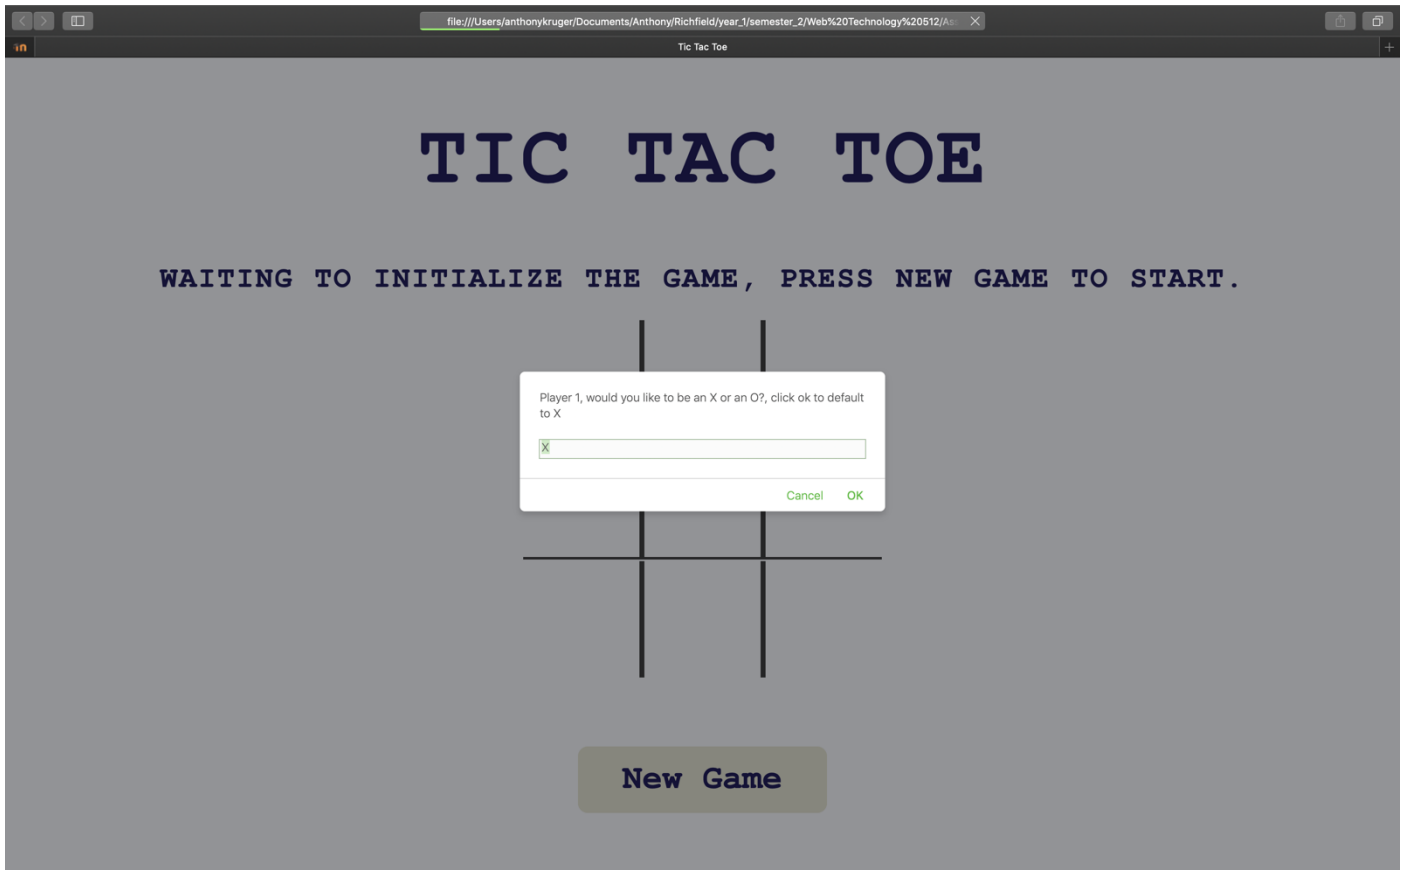 file:///Users/anthonykruger/Documents/Anthony/Richfield/year_1/semester_2/Web%20Technology%20512/As
in
Tic Tac Toe
TIC TAC TOE
WAITING TO INITIALIZE THE GAME, PRESS NEW GAME TO START.
Player 1, would you like to be an X or an O?, click ok to default
to X
X
Cancel OK
New Game